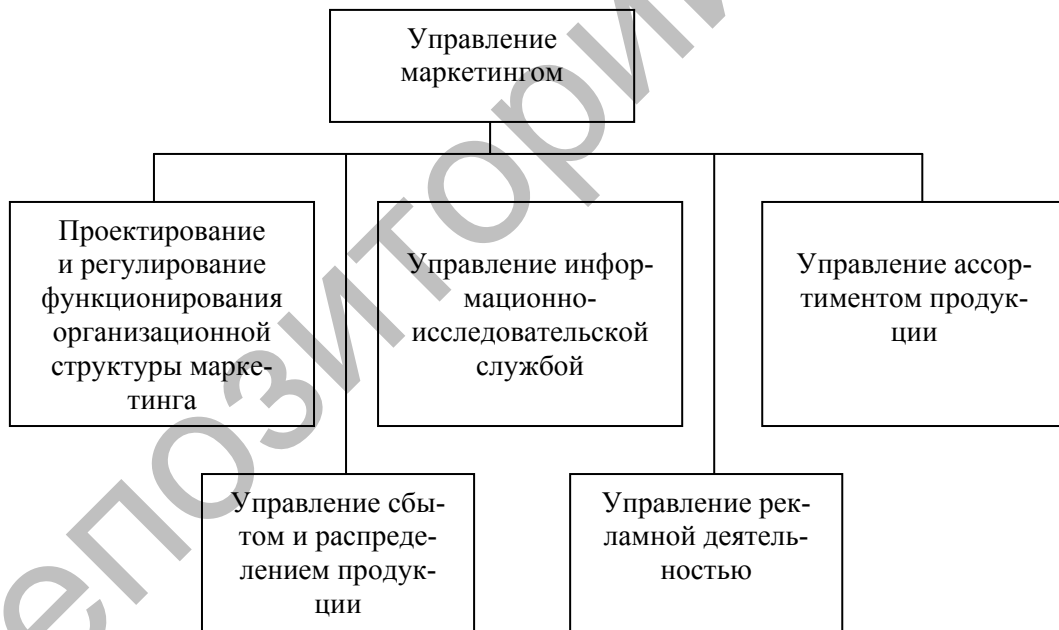 Управление
маркетингом
Проектирование
и регулирование
функционирования
организационной
структуры марке-
тинга
Управление инфор-
мационно-
исследовательской
службой
Управление ассор-
тиментом продук-
ции
Управление сбы-
том и распреде-
лением продук-
ции
Управление рек-
ламной деятель-
ностью